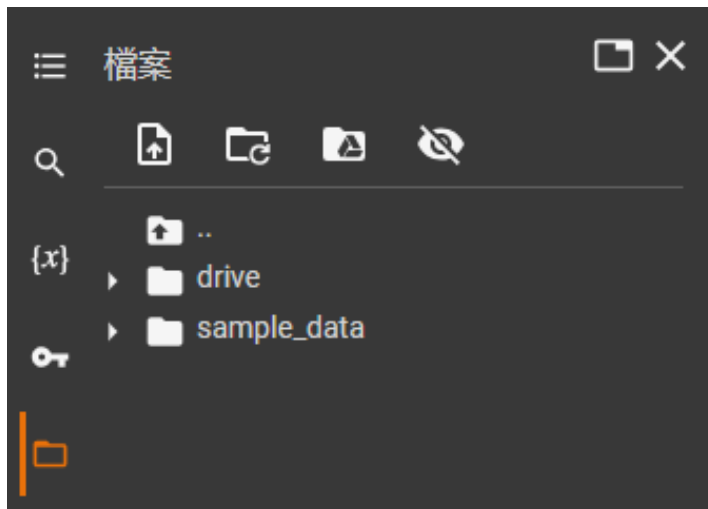 檔案
..
{x}
drive
sample_data